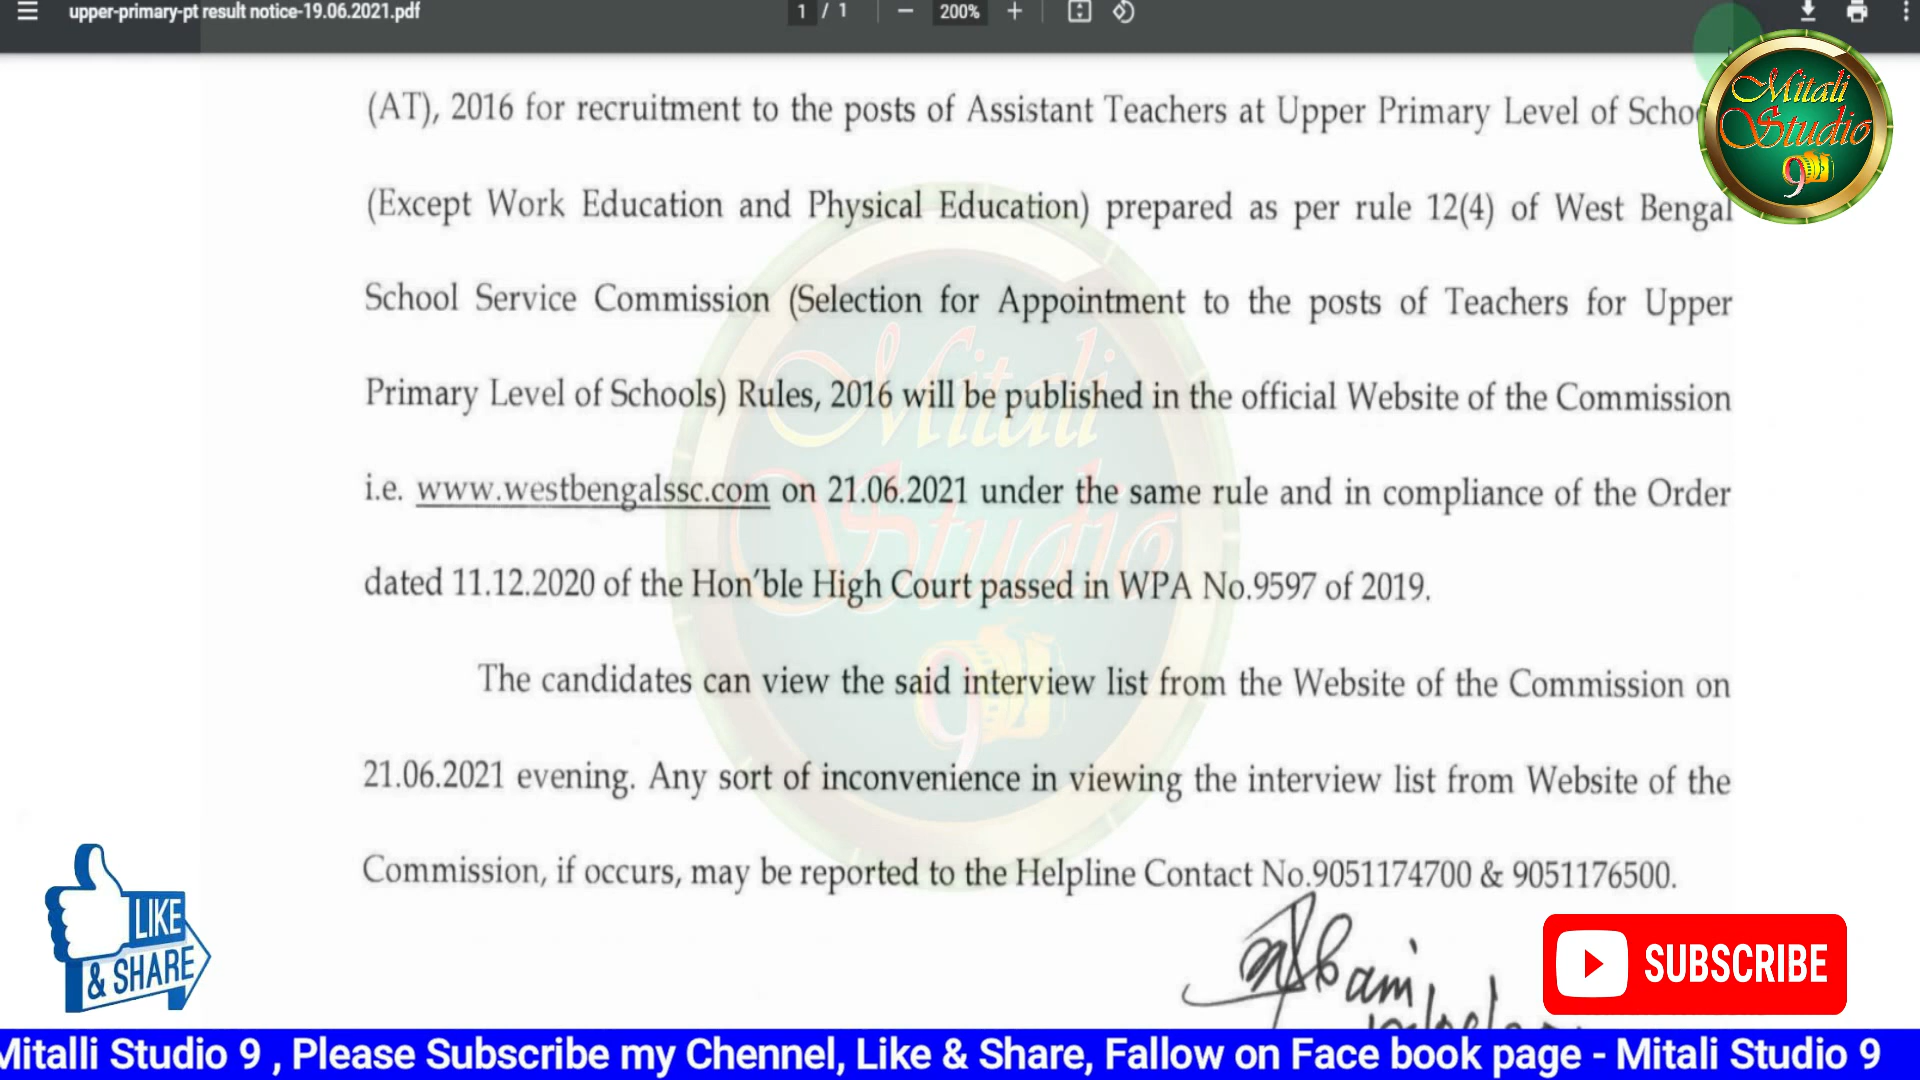 upper-primary-pt result notice-19.06.2021.pdf
1 / 1
200%
(AT), 2016 for recruitment to the posts of Assistant Teachers at Upper Primary Level of Schoo
(Except Work Education and Physical Education) prepared as per rule 12(4) of West Bengal
School Service Commission (Selection for Appointment to the posts of Teachers for Upper
Primary Level of Schools) Rules, 2016 will be published in the official Website of the Commission
i.e. www.westbengalssc.com on 21.06.2021 under the same rule and in compliance of the Order
dated 11.12.2020 of the Hon'ble High Court passed in WPA No.9597 of 2019.
The candidates can view the said interview list from the Website of the Commission on
21.06.2021 evening. Any sort of inconvenience in viewing the interview list from Website of the
Commission, if occurs, may be reported to the Helpline Contact No.9051174700 & 9051176500.
Mitali
Studio
9
Mitali
Studio
9
LIKE
& SHARE
SUBSCRIBE
Mitalli Studio 9 , Please Subscribe my Chennel, Like & Share, Fallow on Face book page - Mitali Studio 9